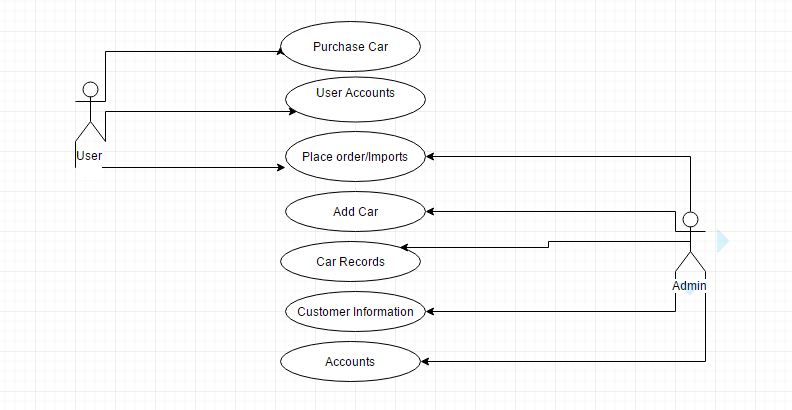 Purchase Car
User Accounts
User
Place order/Imports
Add Car
Car Records
Admin
Customer Information
Accounts